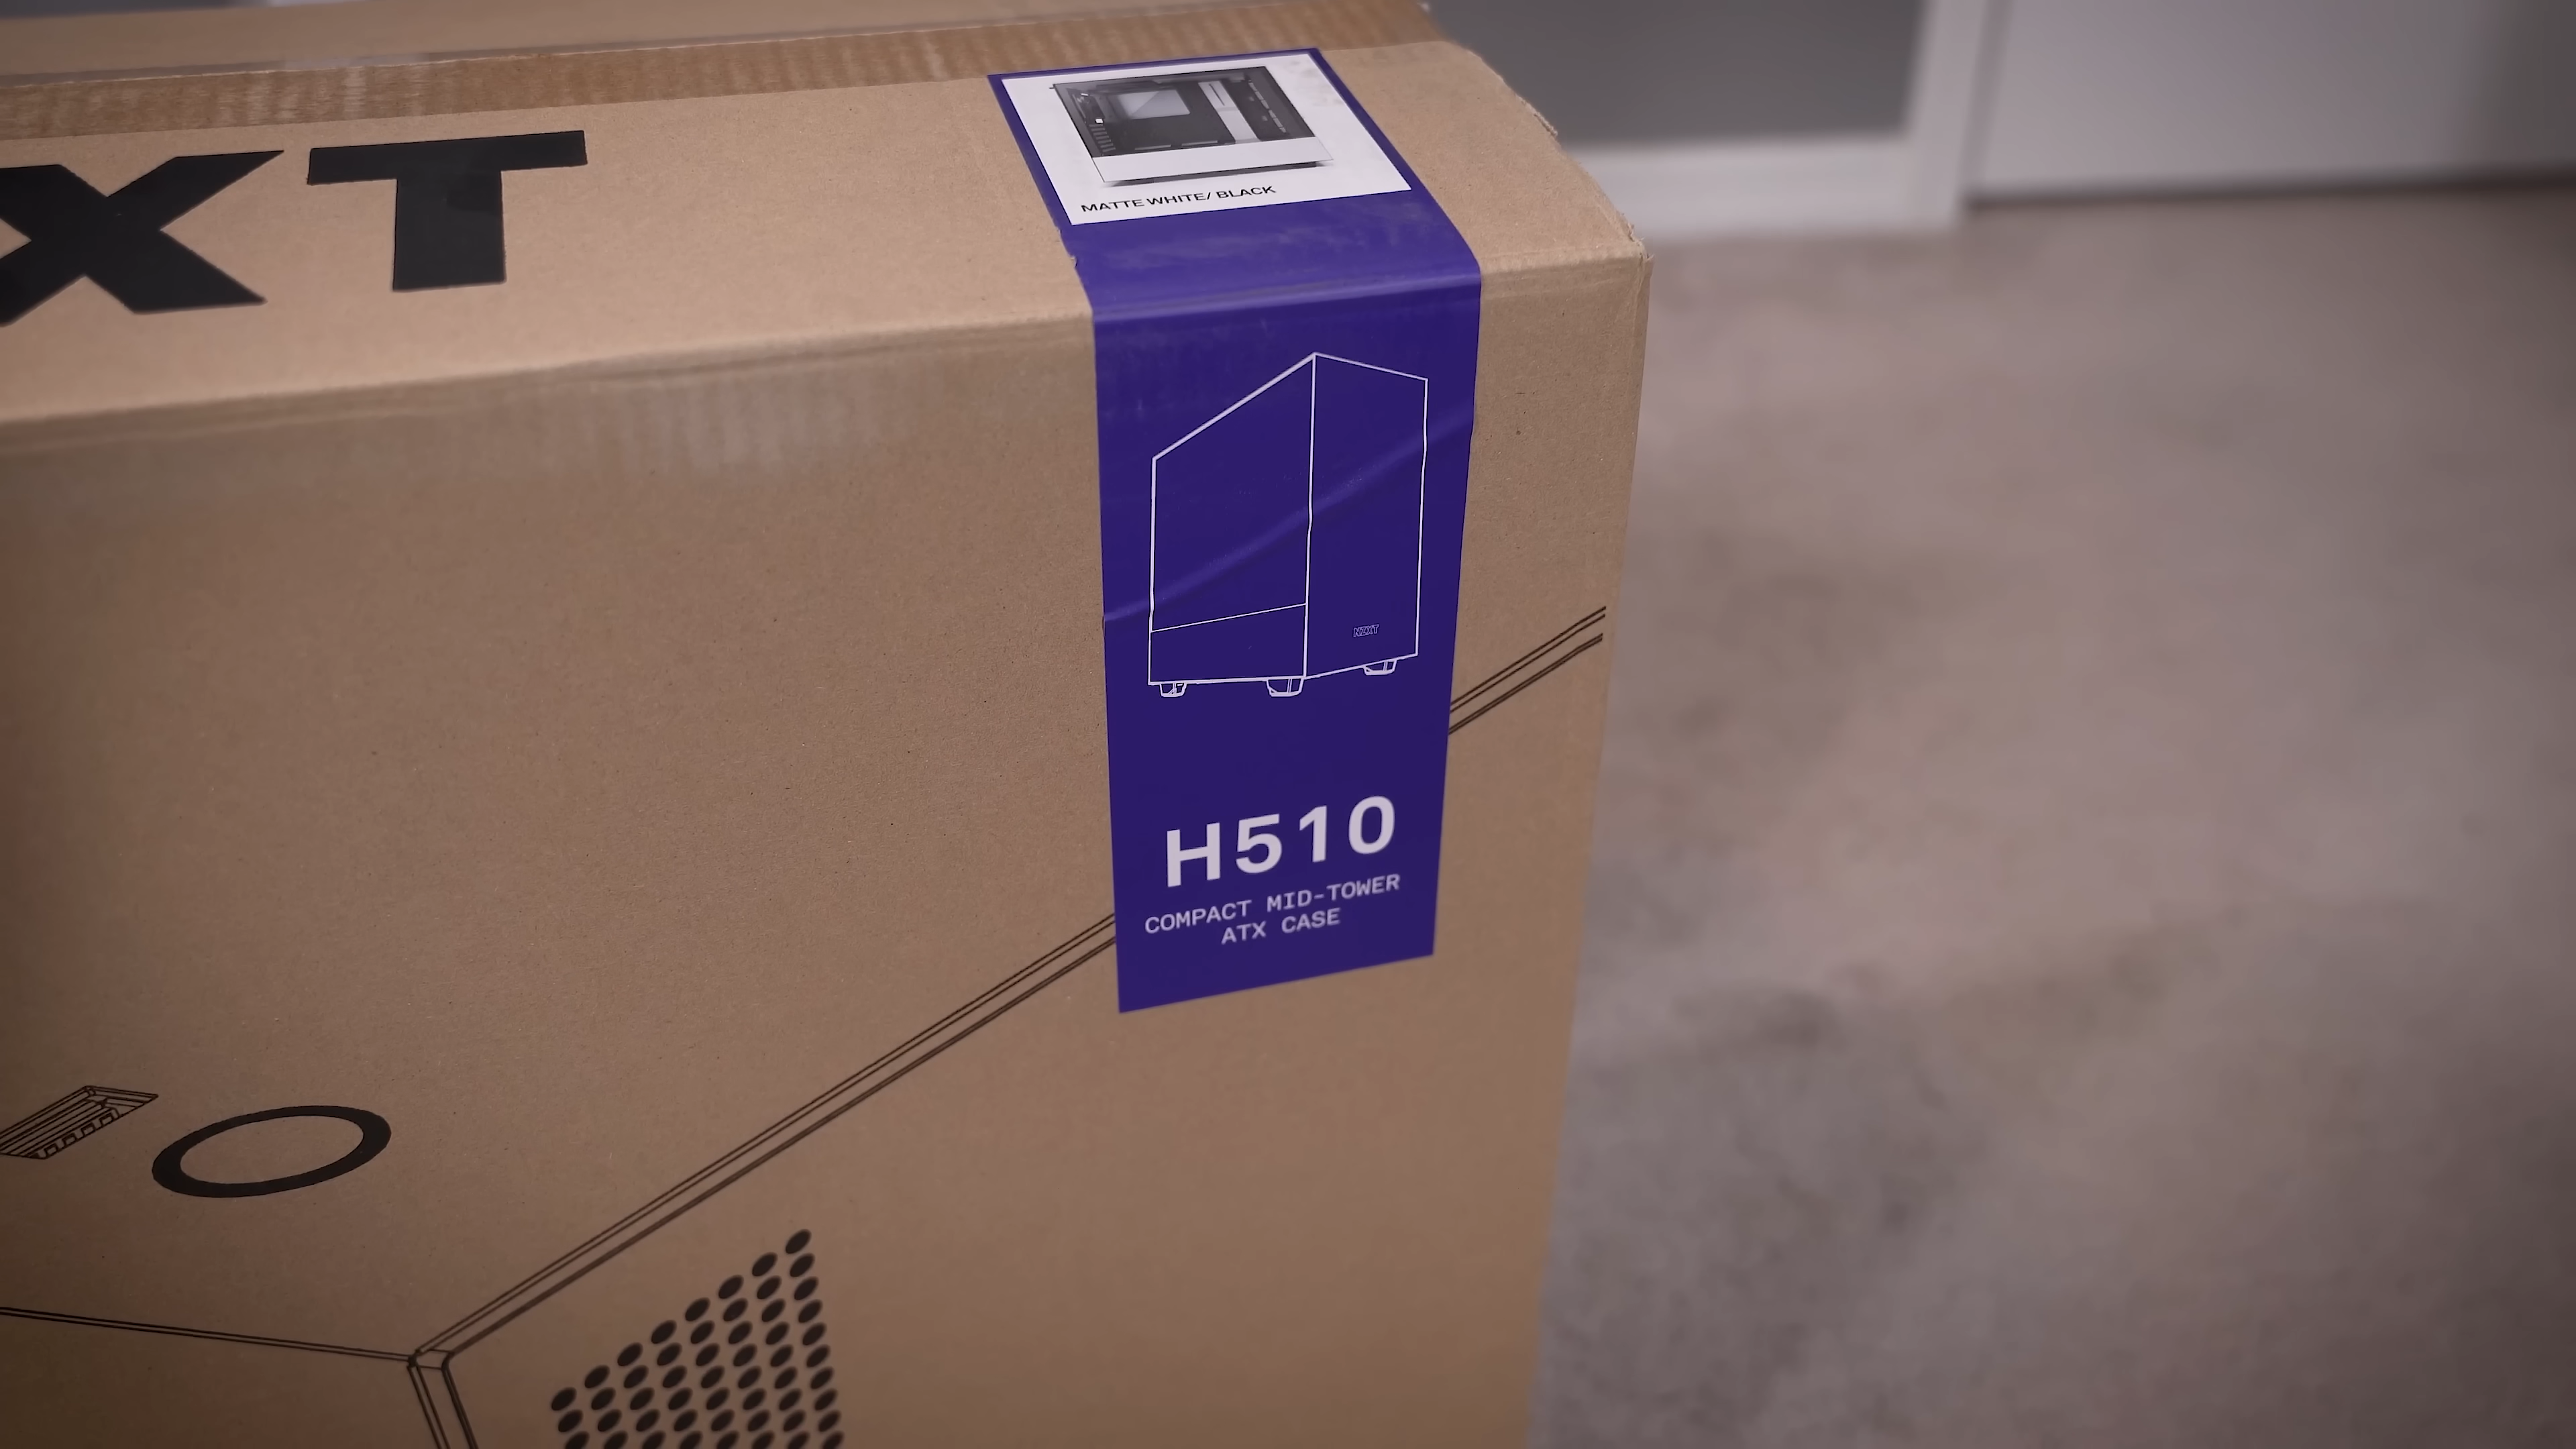 XT
MATTE WHITE/ BLACK
NZXT
H510
COMPACT MID-TOWER
ATX CASE